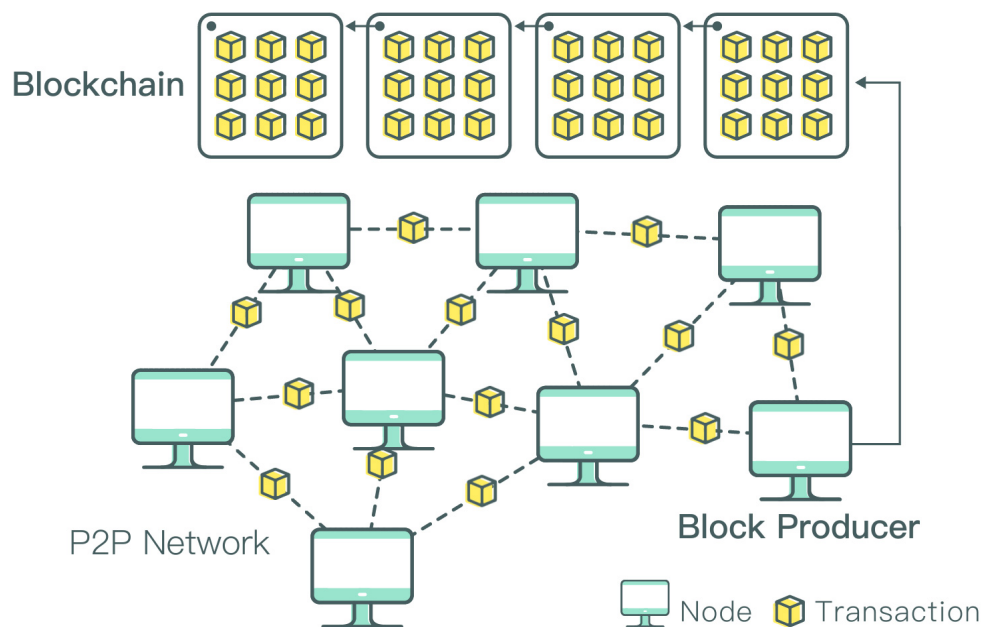 Blockchain
P2P Network
Block Producer
Node
Transaction